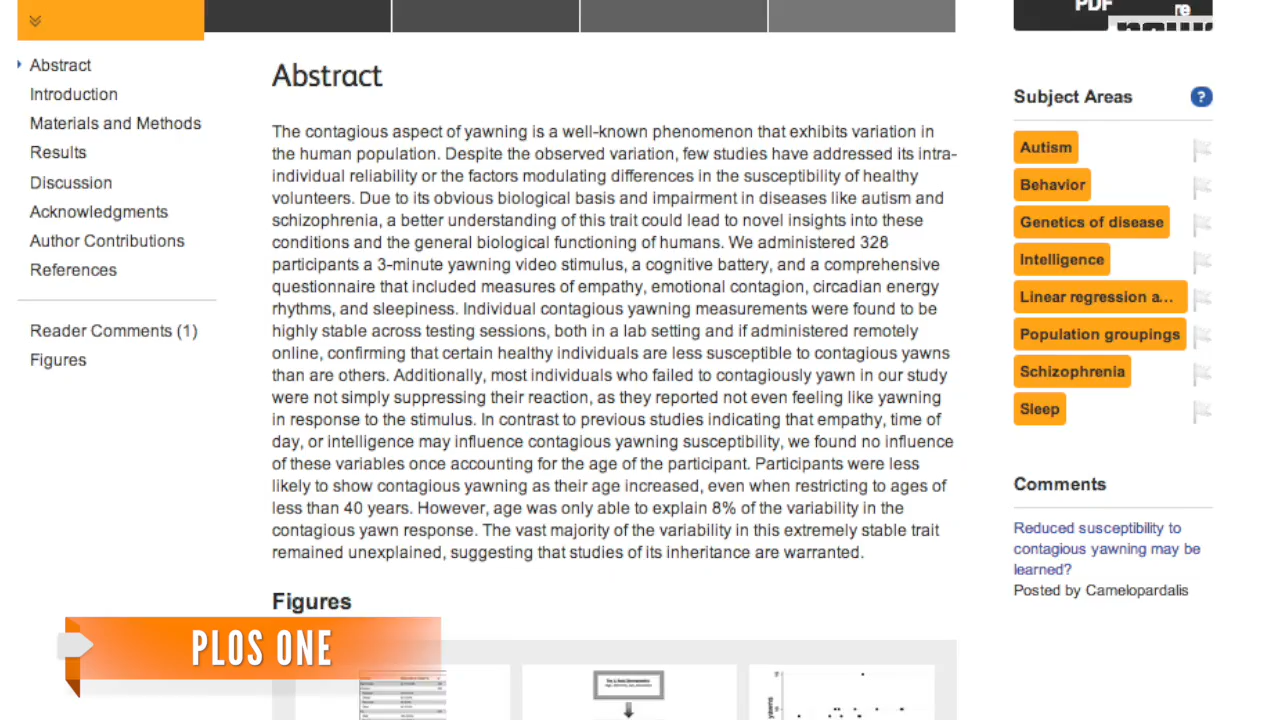 PDF
re
Abstract
Introduction
Materials and Methods
Results
Discussion
Acknowledgments
Author Contributions
References
Reader Comments (1)
Figures
Abstract
The contagious aspect of yawning is a well-known phenomenon that exhibits variation in
the human population. Despite the observed variation, few studies have addressed its intra-
individual reliability or the factors modulating differences in the susceptibility of healthy
volunteers. Due to its obvious biological basis and impairment in diseases like autism and
schizophrenia, a better understanding of this trait could lead to novel insights into these
conditions and the general biological functioning of humans. We administered 328
participants a 3-minute yawning video stimulus, a cognitive battery, and a comprehensive
questionnaire that included measures of empathy, emotional contagion, circadian energy
rhythms, and sleepiness. Individual contagious yawning measurements were found to be
highly stable across testing sessions, both in a lab setting and if administered remotely
online, confirming that certain healthy individuals are less susceptible to contagious yawns
than are others. Additionally, most individuals who failed to contagiously yawn in our study
were not simply suppressing their reaction, as they reported not even feeling like yawning
in response to the stimulus. In contrast to previous studies indicating that empathy, time of
day, or intelligence may influence contagious yawning susceptibility, we found no influence
of these variables once accounting for the age of the participant. Participants were less
likely to show contagious yawning as their age increased, even when restricting to ages of
less than 40 years. However, age was only able to explain 8% of the variability in the
contagious yawn response. The vast majority of the variability in this extremely stable trait
remained unexplained, suggesting that studies of its inheritance are warranted.
Figures
Subject Areas
?
Autism
Behavior
Genetics of disease
Intelligence
Linear regression a...
Population groupings
Schizophrenia
Sleep
Comments
Reduced susceptibility to
contagious yawning may be
learned?
Posted by Camelopardalis
PLOS ONE